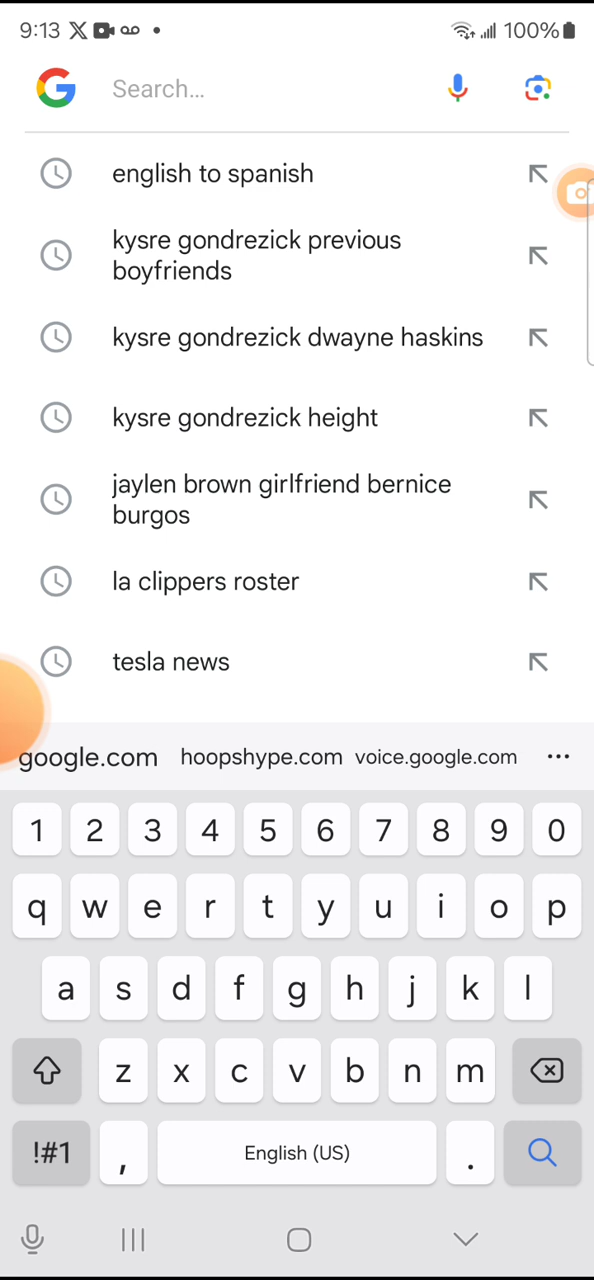 9:13 100%
Search...
english to spanish
kysre gondrezick previous
boyfriends
kysre gondrezick dwayne haskins
kysre gondrezick height
jaylen brown girlfriend bernice
burgos
la clippers roster
tesla news
google.com hoopshype.com voice.google.com
1 2 3 4 5 6 7 8 9 0
q w e r t y u i o p
a s d f g h j k l
z x c v b n m
!#1 , English (US) .